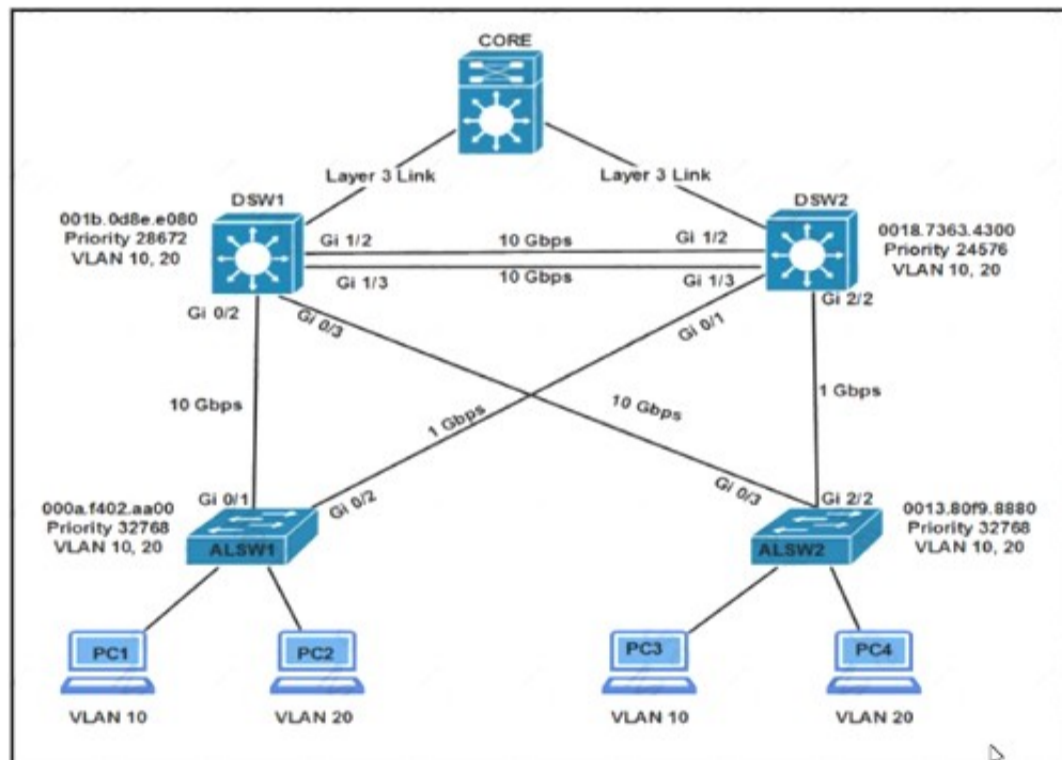 CORE
Layer 3 Link
Layer 3 Link
DSW1
DSW2
001b.0d8e.e080
Priority 28672
VLAN 10, 20
0018.7363.4300
Priority 24576
VLAN 10, 20
Gi 1/2
10 Gbps
Gi 1/2
10 Gbps
Gi 1/3
Gi 1/3
Gi 0/2
Gi 0/3
Gi 0/1
Gi 2/2
10 Gbps
1 Gbps
10 Gbps
1 Gbps
Gi 0/1
Gi 0/2
Gi 0/3
Gi 2/2
000a.f402.aa00
Priority 32768
VLAN 10, 20
0013.80f9.8880
Priority 32768
VLAN 10, 20
ALSW1
ALSW2
PC1
PC2
PC3
PC4
VLAN 10
VLAN 20
VLAN 10
VLAN 20